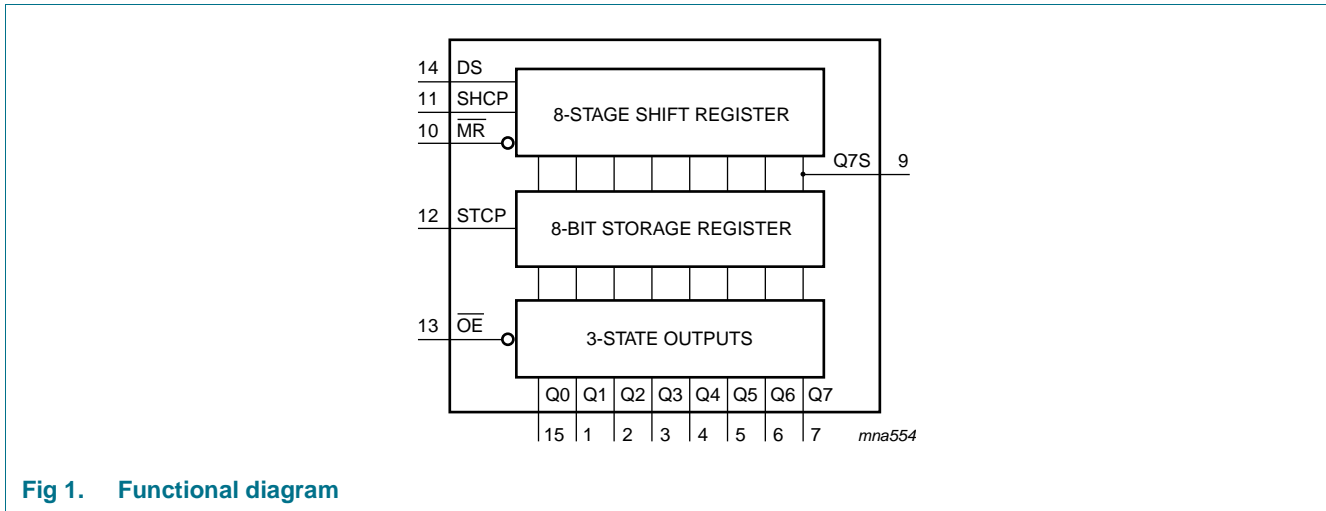 14 DS
11 SHCP
10 MR
8-STAGE SHIFT REGISTER
Q7S 9
12 STCP
8-BIT STORAGE REGISTER
13 OE
3-STATE OUTPUTS
Q0 Q1 Q2 Q3 Q4 Q5 Q6 Q7
15 1 2 3 4 5 6 7
mna554
Fig 1. Functional diagram